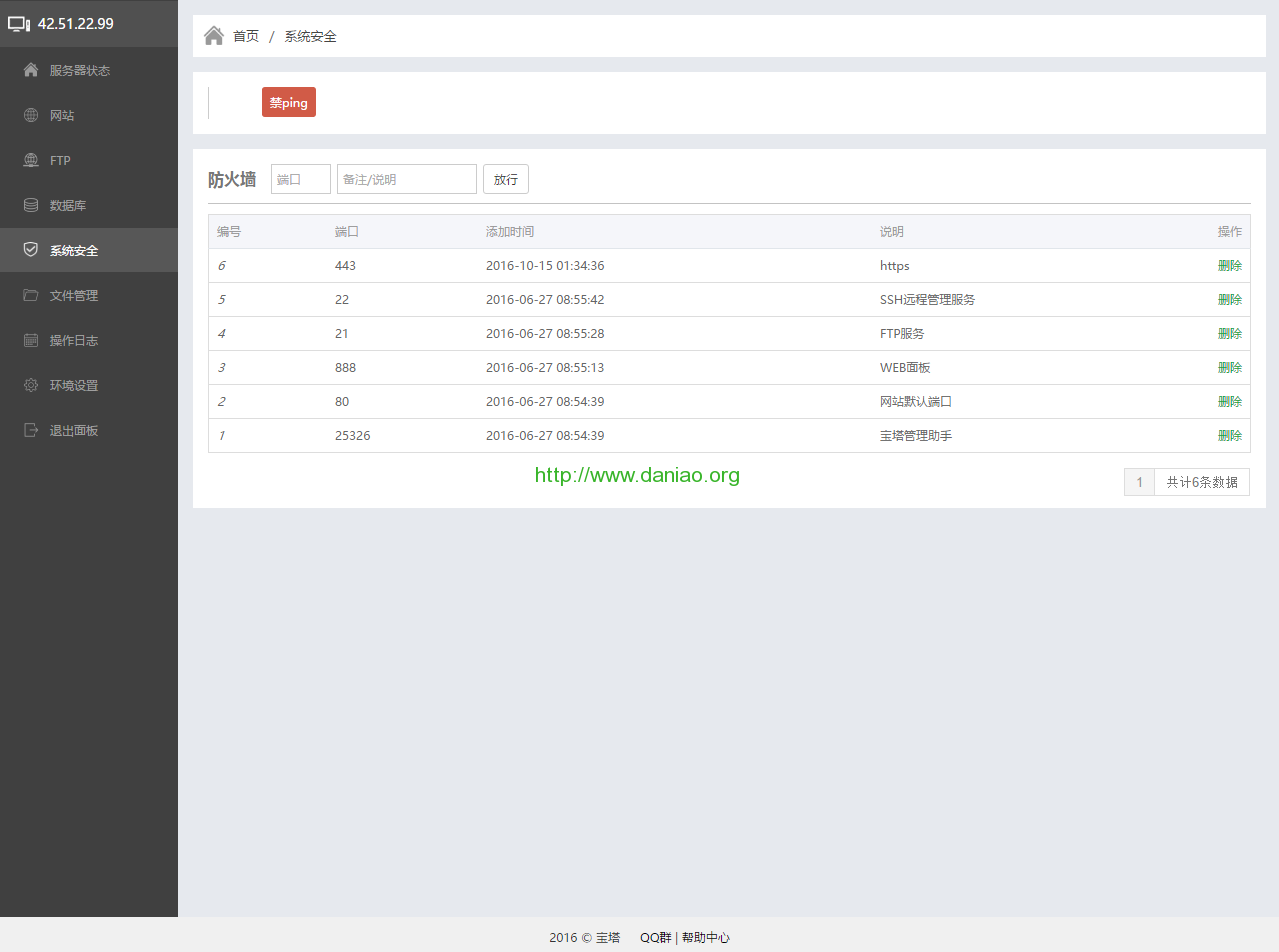 42.51.22.99
服务器状态
网站
FTP
数据库
系统安全
文件管理
操作日志
环境设置
退出面板
首页 / 系统安全
禁ping
防火墙 端口 备注/说明 放行
编号 端口 添加时间 说明 操作
6 443 2016-10-15 01:34:36 https 删除
5 22 2016-06-27 08:55:42 SSH远程管理服务 删除
4 21 2016-06-27 08:55:28 FTP服务 删除
3 888 2016-06-27 08:55:13 WEB面板 删除
2 80 2016-06-27 08:54:39 网站默认端口 删除
1 25326 2016-06-27 08:54:39 宝塔管理助手 删除
http://www.daniao.org
1 共计6条数据
2016 © 宝塔 QQ群 | 帮助中心